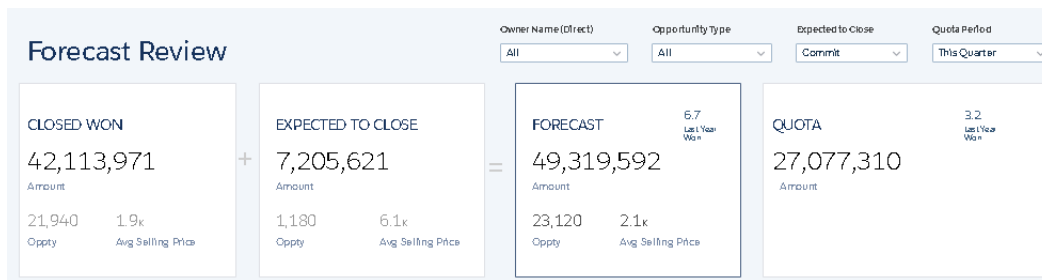 Forecast Review
Owner Name (Direct) Opportunity Type Expected to Close Quota Period
All All Commit This Quarter
CLOSED WON
42,113,971
Amount
21,940 1.9K
Oppty Avg Selling Price
+
EXPECTED TO CLOSE
7,205,621
Amount
1,180 6.1K
Oppty Avg Selling Price
=
FORECAST
6.7
Last Year
Won
49,319,592
Amount
23,120 2.1K
Oppty Avg Selling Price
QUOTA
3.2
Last Year
Won
27,077,310
Amount